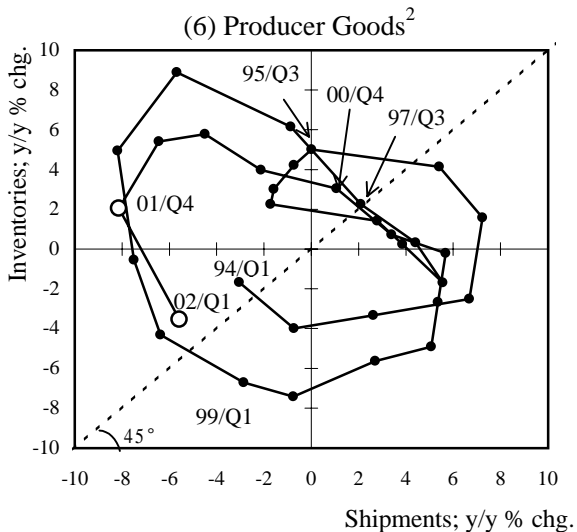 (6) Producer Goods²
Inventories; y/y % chg.
10
8
6
4
2
0
-2
-4
-6
-8
-10
95/Q3
00/Q4
97/Q3
01/Q4
94/Q1
02/Q1
99/Q1
45°
-10 -8 -6 -4 -2 0 2 4 6 8 10
Shipments; y/y % chg.